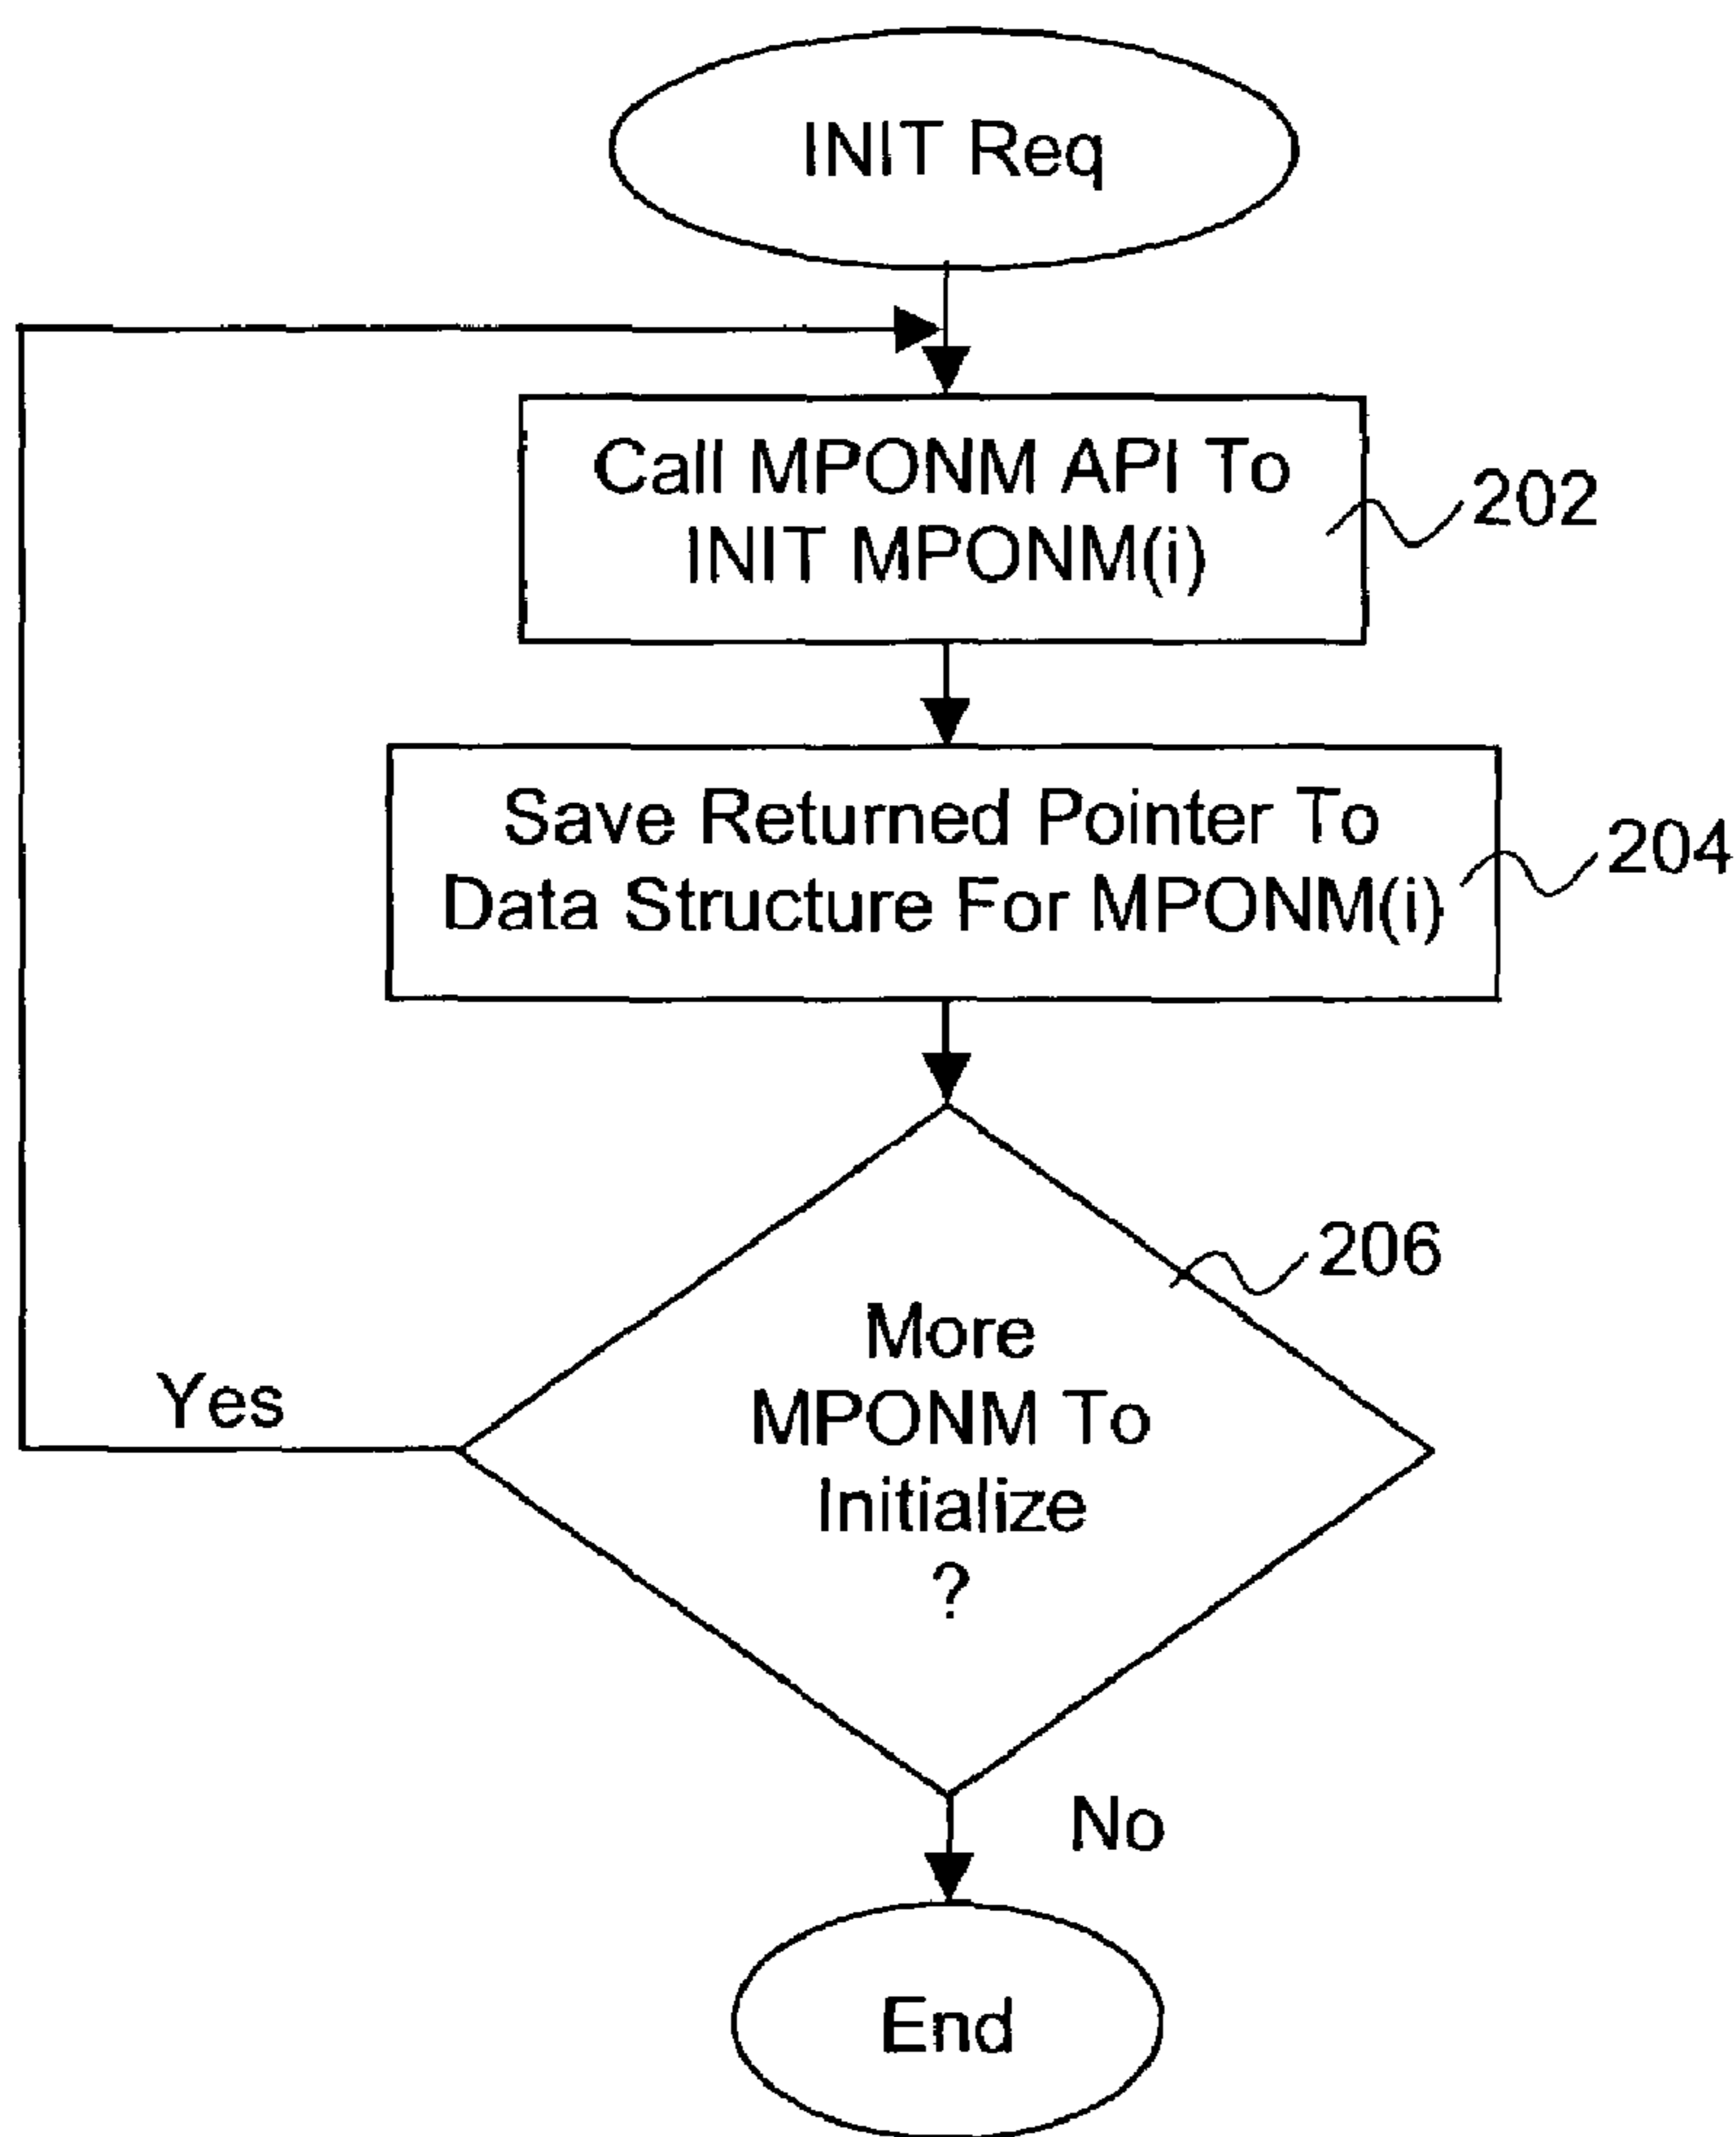 INIT Req
Call MPONM API To
INIT MPONM(i)
202
Save Returned Pointer To
Data Structure For MPONM(i)
204
206
More
MPONM To
Initialize
?
Yes
No
End